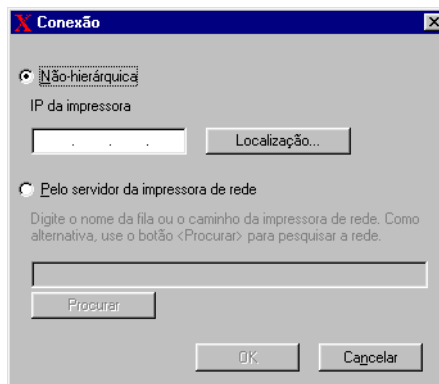 Conexão
Não-hierárquica
IP da impressora
. . .
Localização...
Pelo servidor da impressora de rede
Digite o nome da fila ou o caminho da impressora de rede. Como
alternativa, use o botão <Procurar> para pesquisar a rede.
Procurar
OK
Cancelar